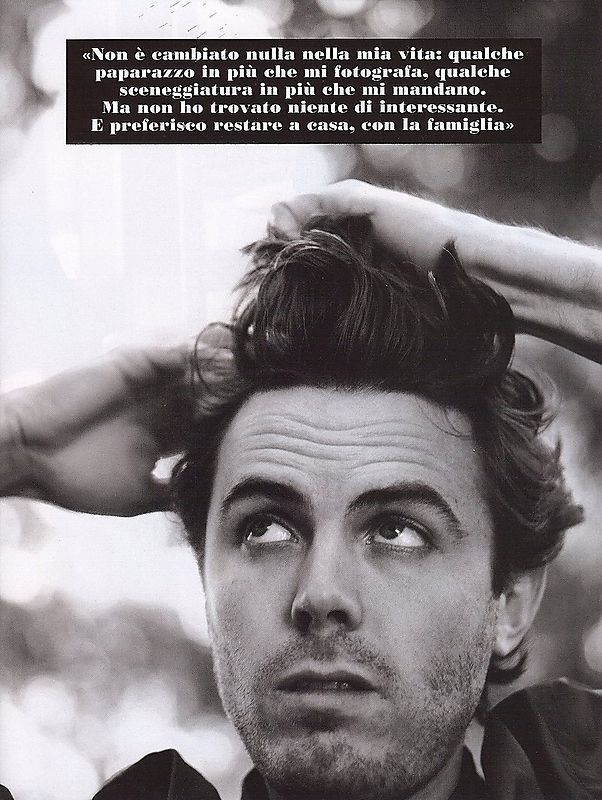 «Non è cambiato nulla nella mia vita: qualche
paparazzo in più che mi fotografa, qualche
sceneggiatura in più che mi mandano.
Ma non ho trovato niente di interessante.
E preferisco restare a casa, con la famiglia»